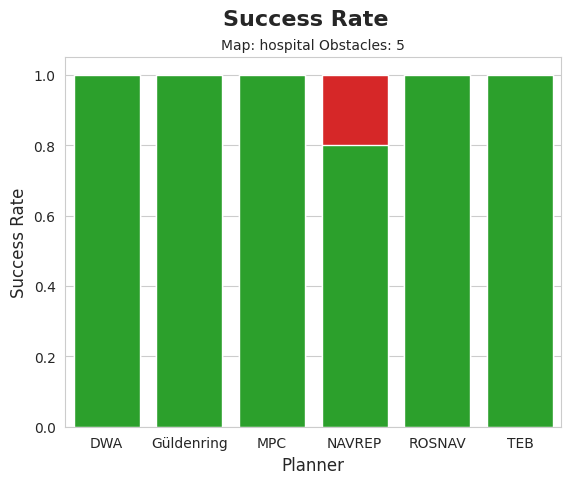 Success Rate
Map: hospital Obstacles: 5
Success Rate
1.0
0.8
0.6
0.4
0.2
0.0
DWA Güldenring MPC NAVREP ROSNAV TEB
Planner